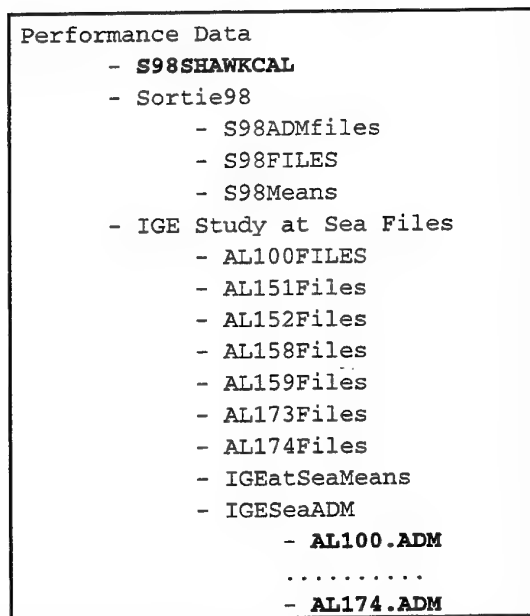 Performance Data
- S98SHAWKCAL
- Sortie98
- S98ADMfiles
- S98FILES
- S98Means
- IGE Study at Sea Files
- AL100FILES
- AL151Files
- AL152Files
- AL158Files
- AL159Files
- AL173Files
- AL174Files
- IGEatSeaMeans
- IGESeaADM
- AL100.ADM
..........
- AL174.ADM